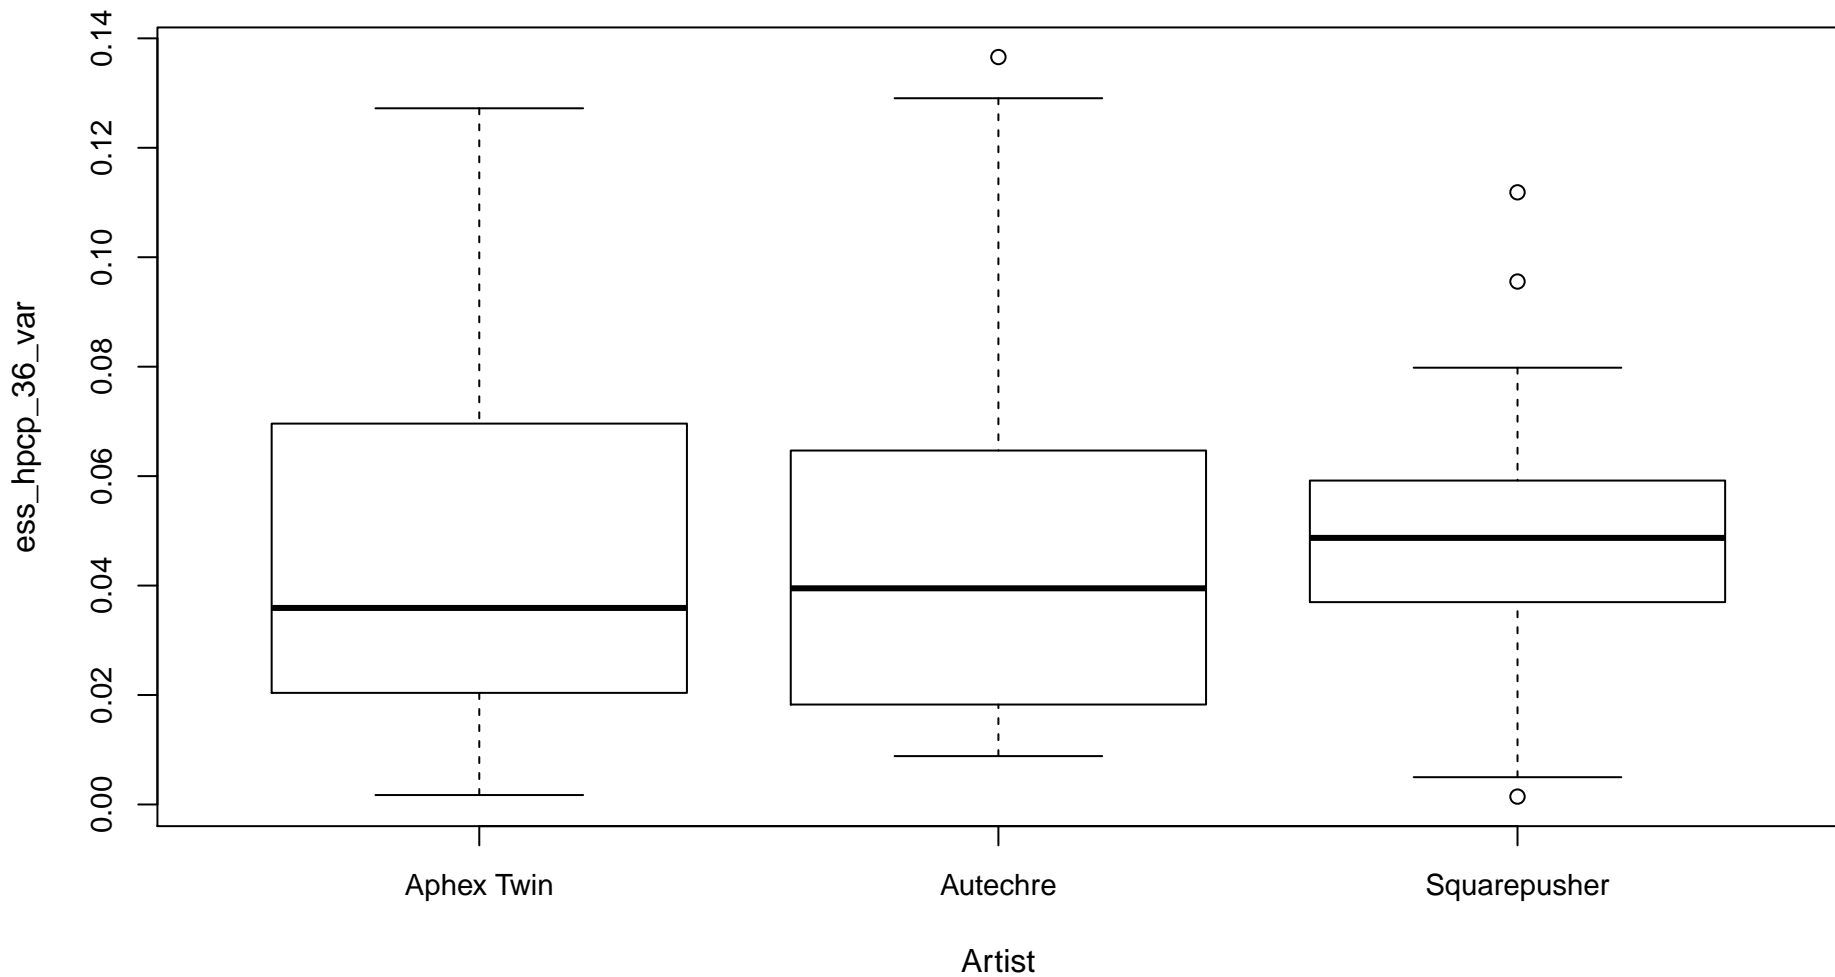 ess_hpcp_36_var
0.14
0.12
0.10
0.08
0.06
0.04
0.02
0.00
Aphex Twin
Autechre
Squarepusher
Artist